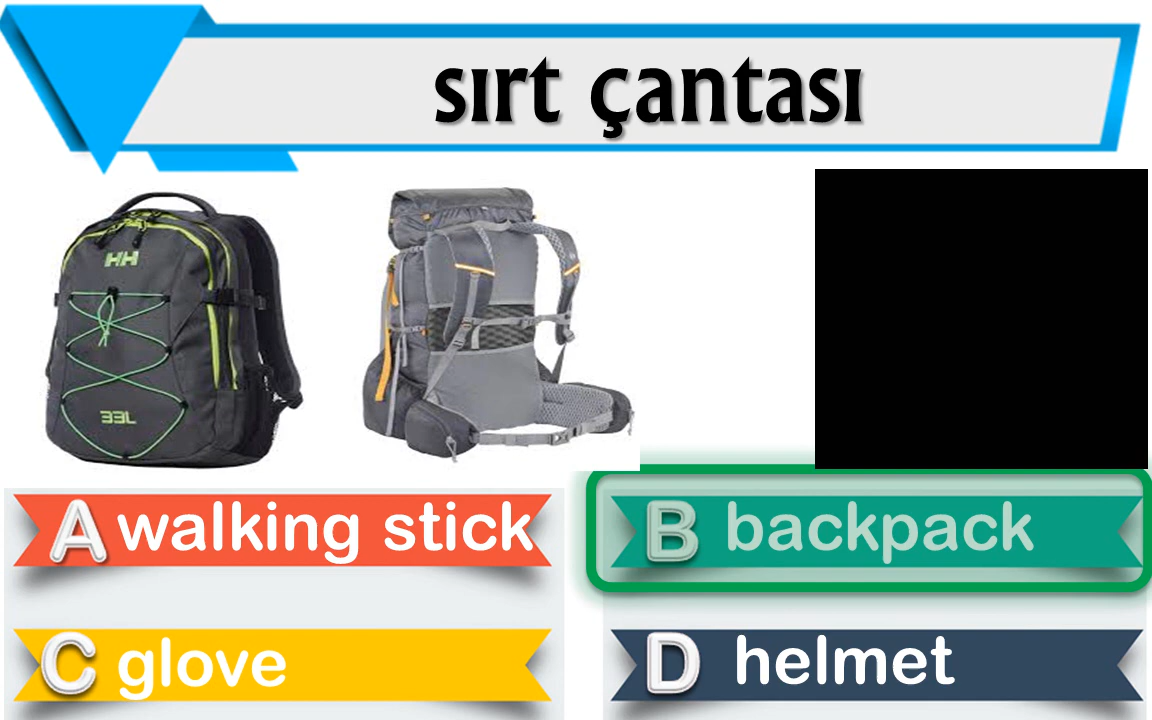 sırt çantası
HH
33L
A walking stick
B backpack
C glove
D helmet